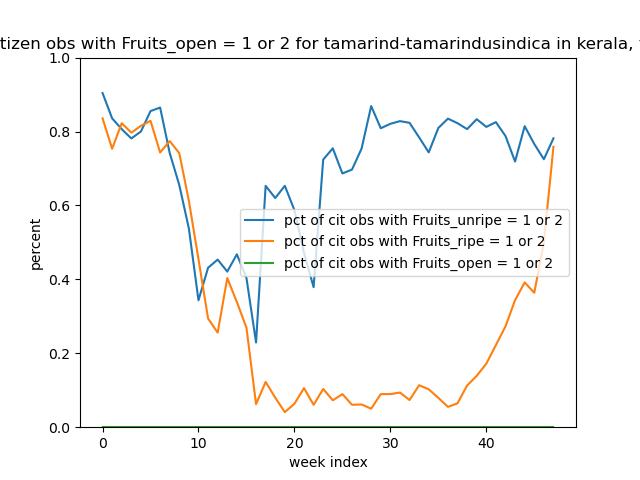 tizen obs with Fruits_open = 1 or 2 for tamarind-tamarindusindica in kerala,
1.0
0.8
0.6
0.4
0.2
0.0
percent
pct of cit obs with Fruits_unripe = 1 or 2
pct of cit obs with Fruits_ripe = 1 or 2
pct of cit obs with Fruits_open = 1 or 2
0 10 20 30 40
week index